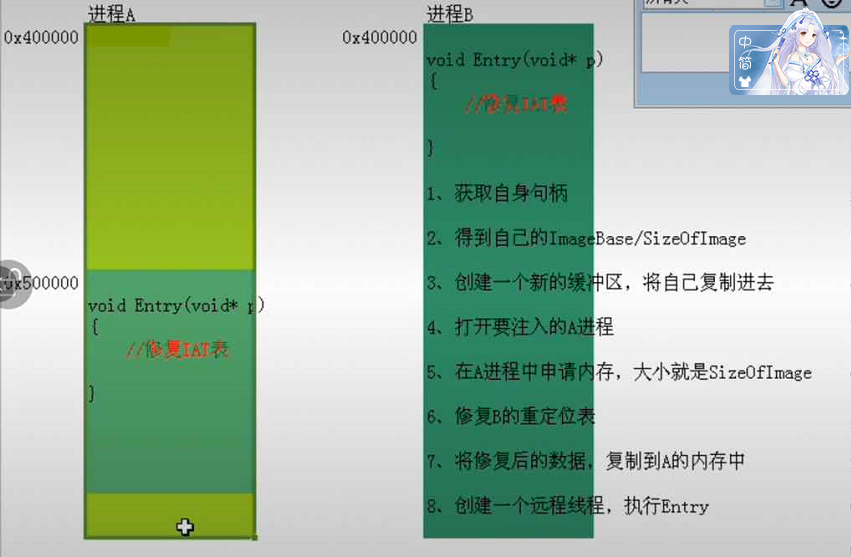 进程A
0x400000
0x500000
void Entry(void* p)
{
//修复IAT表
}
进程B
0x400000
void Entry(void* p)
{
//修复IAT表
}
1、获取自身句柄
2、得到自己的ImageBase/SizeOfImage
3、创建一个新的缓冲区，将自己复制进去
4、打开要注入的A进程
5、在A进程中申请内存，大小就是SizeOfImage
6、修复B的重定位表
7、将修复后的数据，复制到A的内存中
8、创建一个远程线程，执行Entry
中
简